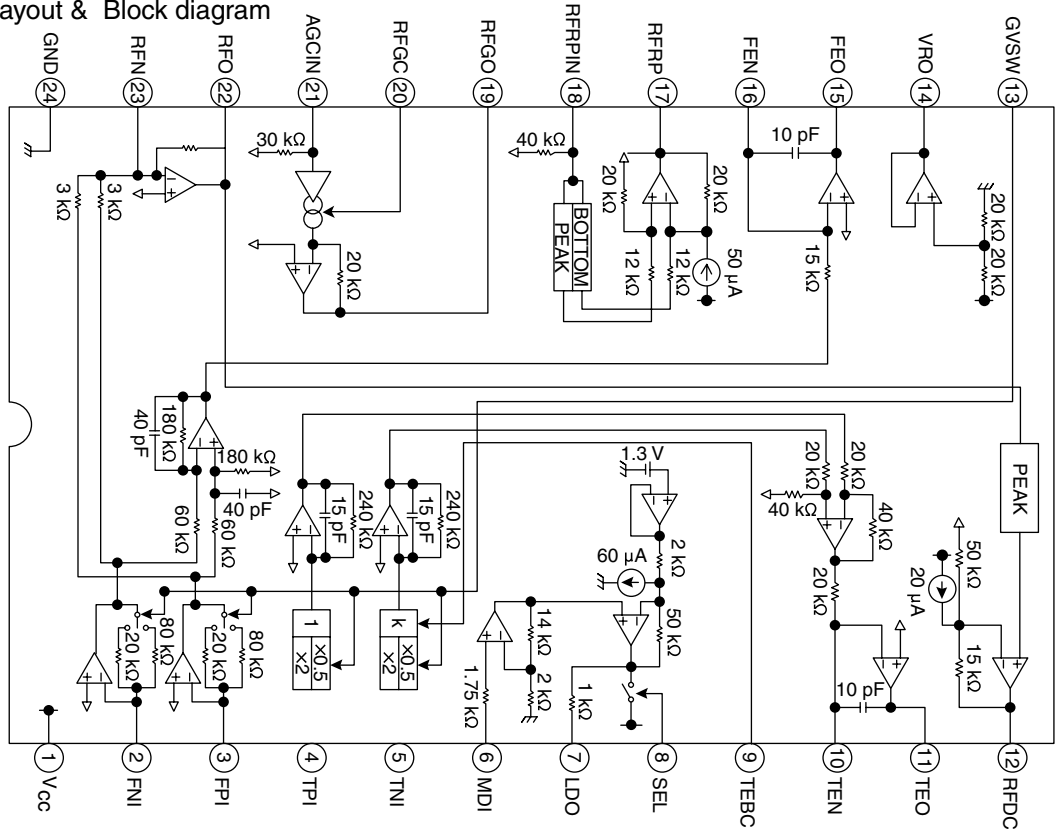 ayout & Block diagram
GND 24
RFN 23
RFO 22
AGCIN 21
RFGC 20
RFGO 19
RFRPIN 18
RFRP 17
FEN 16
FEO 15
VRO 14
GVSW 13
3 kΩ
3 kΩ
30 kΩ
20 kΩ
40 kΩ
PEAK
BOTTOM
20 kΩ
12 kΩ
12 kΩ
20 kΩ
50 µA
10 pF
15 kΩ
20 kΩ
20 kΩ
40 pF
180 kΩ
180 kΩ
40 pF
60 kΩ
60 kΩ
15 pF
240 kΩ
15 pF
240 kΩ
1.3 V
2 kΩ
60 µA
50 kΩ
20 kΩ
20 kΩ
40 kΩ
40 kΩ
20 kΩ
PEAK
50 kΩ
20 µA
15 kΩ
20 kΩ
80 kΩ
20 kΩ
80 kΩ
1
×0.5
×2
k
×0.5
×2
14 kΩ
2 kΩ
1.75 kΩ
1 kΩ
10 pF
1 Vcc
2 FNI
3 FPI
4 TPI
5 TNI
6 MDI
7 LDO
8 SEL
9 TEBC
10 TEN
11 TEO
12 RFDC